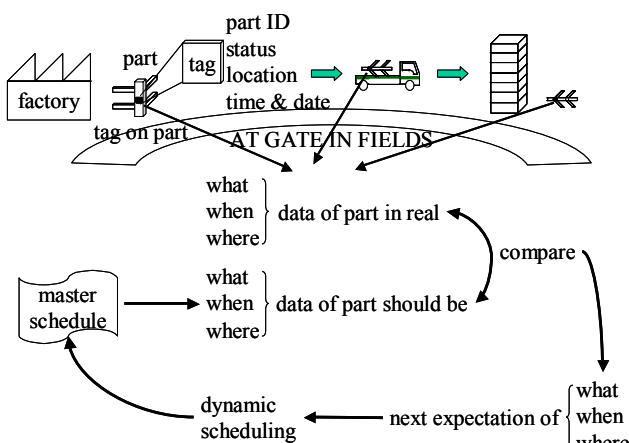 part ID
status
location
time & date
part
tag
factory
tag on part
AT GATE IN FIELDS
what
when
where
data of part in real
compare
what
when
where
data of part should be
master
schedule
dynamic
scheduling
next expectation of
what
when
where